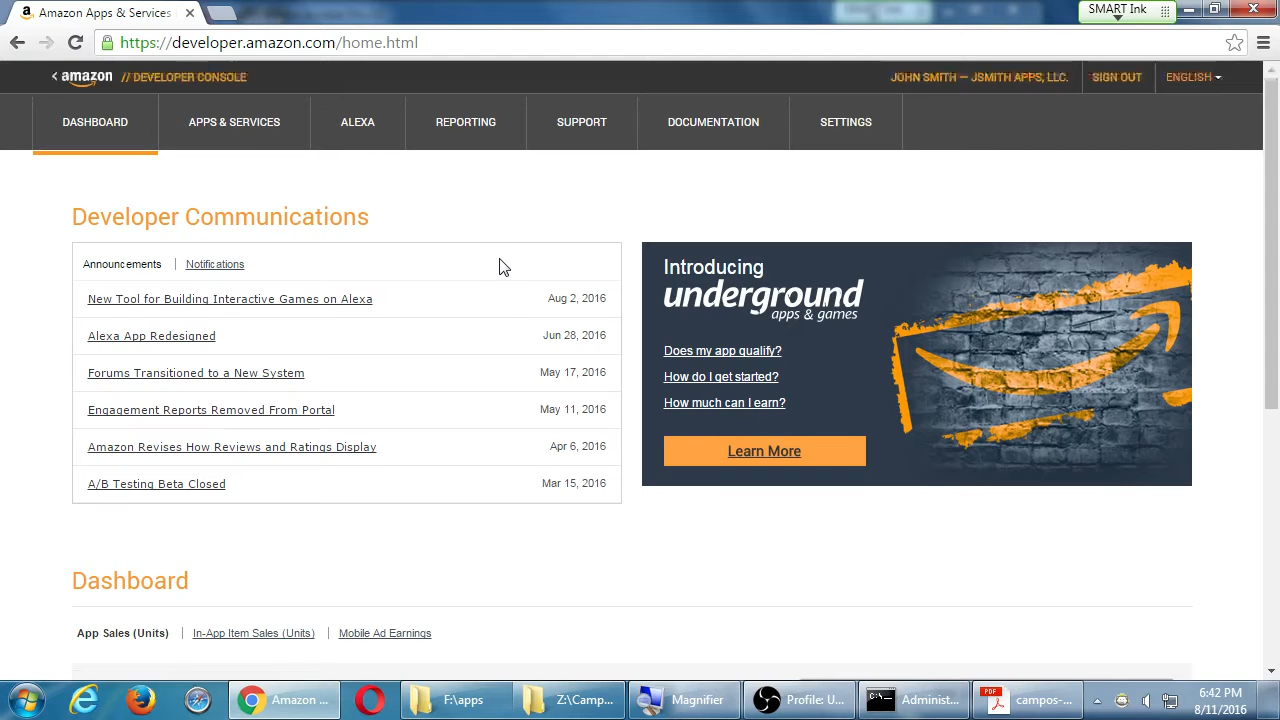 Amazon Apps & Services
SMART Ink
https://developer.amazon.com/home.html
amazon // DEVELOPER CONSOLE
JOHN SMITH — JSMITH APPS, LLC.
SIGN OUT
ENGLISH
DASHBOARD
APPS & SERVICES
ALEXA
REPORTING
SUPPORT
DOCUMENTATION
SETTINGS
Developer Communications
Announcements
Notifications
New Tool for Building Interactive Games on Alexa Aug 2, 2016
Alexa App Redesigned Jun 28, 2016
Forums Transitioned to a New System May 17, 2016
Engagement Reports Removed From Portal May 11, 2016
Amazon Revises How Reviews and Ratings Display Apr 6, 2016
A/B Testing Beta Closed Mar 15, 2016
Introducing
underground
apps & games
Does my app qualify?
How do I get started?
How much can I earn?
Learn More
Dashboard
App Sales (Units)
In-App Item Sales (Units)
Mobile Ad Earnings
Amazon ...
F:\apps
Z:\Camp...
Magnifier
Profile: U...
Administ...
PDF
campos-...
6:42 PM
8/11/2016